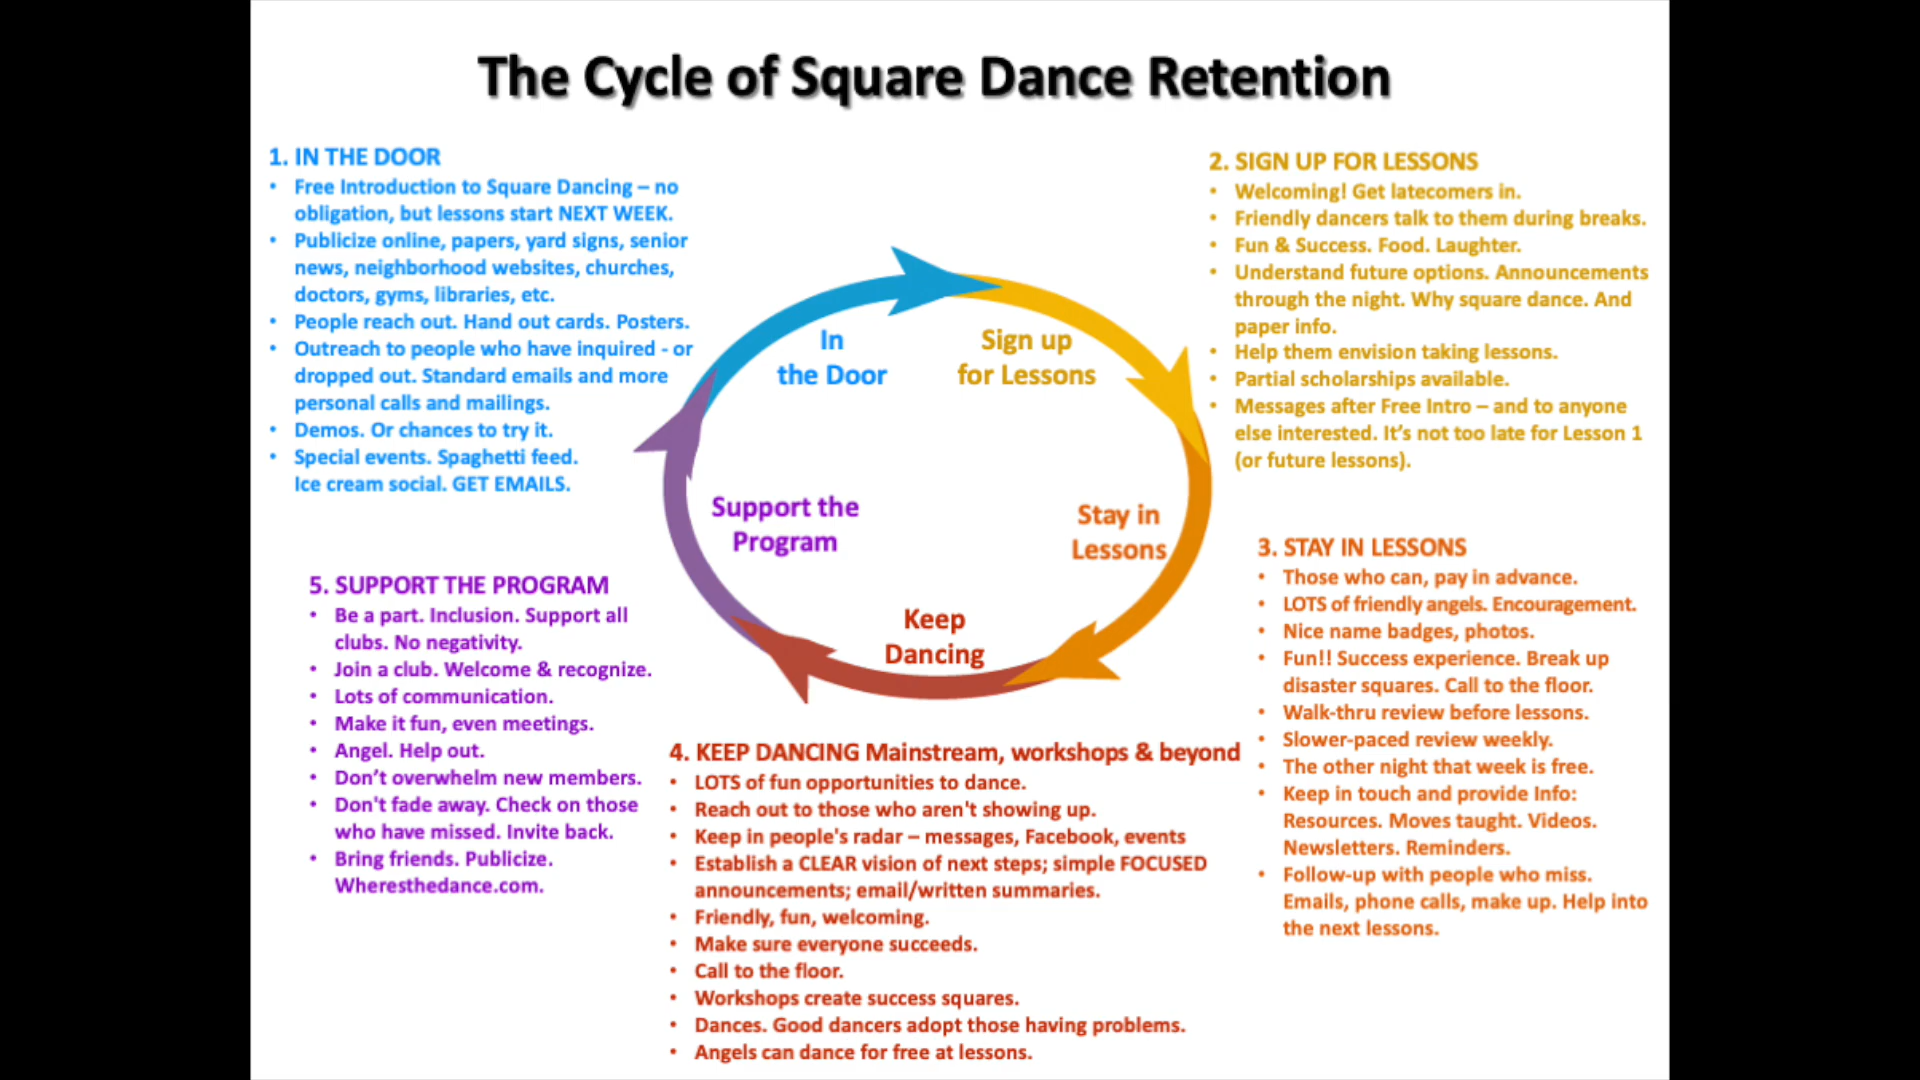 The Cycle of Square Dance Retention
1. IN THE DOOR
• Free Introduction to Square Dancing – no
obligation, but lessons start NEXT WEEK.
• Publicize online, papers, yard signs, senior
news, neighborhood websites, churches,
doctors, gyms, libraries, etc.
• People reach out. Hand out cards. Posters.
• Outreach to people who have inquired - or
dropped out. Standard emails and more
personal calls and mailings.
• Demos. Or chances to try it.
• Special events. Spaghetti feed.
Ice cream social. GET EMAILS.
2. SIGN UP FOR LESSONS
• Welcoming! Get latecomers in.
• Friendly dancers talk to them during breaks.
• Fun & Success. Food. Laughter.
• Understand future options. Announcements
through the night. Why square dance. And
paper info.
• Help them envision taking lessons.
• Partial scholarships available.
• Messages after Free Intro – and to anyone
else interested. It's not too late for Lesson 1
(or future lessons).
In
the Door
Sign up
for Lessons
Stay in
Lessons
Keep
Dancing
Support the
Program
3. STAY IN LESSONS
• Those who can, pay in advance.
• LOTS of friendly angels. Encouragement.
• Nice name badges, photos.
• Fun!! Success experience. Break up
disaster squares. Call to the floor.
• Walk-thru review before lessons.
• Slower-paced review weekly.
• The other night that week is free.
• Keep in touch and provide Info:
Resources. Moves taught. Videos.
Newsletters. Reminders.
• Follow-up with people who miss.
Emails, phone calls, make up. Help into
the next lessons.
4. KEEP DANCING Mainstream, workshops & beyond
• LOTS of fun opportunities to dance.
• Reach out to those who aren't showing up.
• Keep in people's radar – messages, Facebook, events
• Establish a CLEAR vision of next steps; simple FOCUSED
announcements; email/written summaries.
• Friendly, fun, welcoming.
• Make sure everyone succeeds.
• Call to the floor.
• Workshops create success squares.
• Dances. Good dancers adopt those having problems.
• Angels can dance for free at lessons.
5. SUPPORT THE PROGRAM
• Be a part. Inclusion. Support all
clubs. No negativity.
• Join a club. Welcome & recognize.
• Lots of communication.
• Make it fun, even meetings.
• Angel. Help out.
• Don't overwhelm new members.
• Don't fade away. Check on those
who have missed. Invite back.
• Bring friends. Publicize.
Wheresthedance.com.